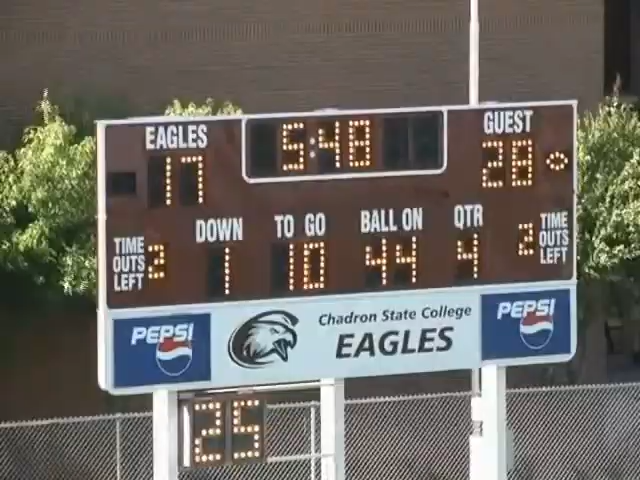 EAGLES 5:48 GUEST
17 28
DOWN TO GO BALL ON QTR
TIME OUTS LEFT 2 1 10 44 4 2 TIME OUTS LEFT
PEPSI Chadron State College PEPSI
EAGLES
25